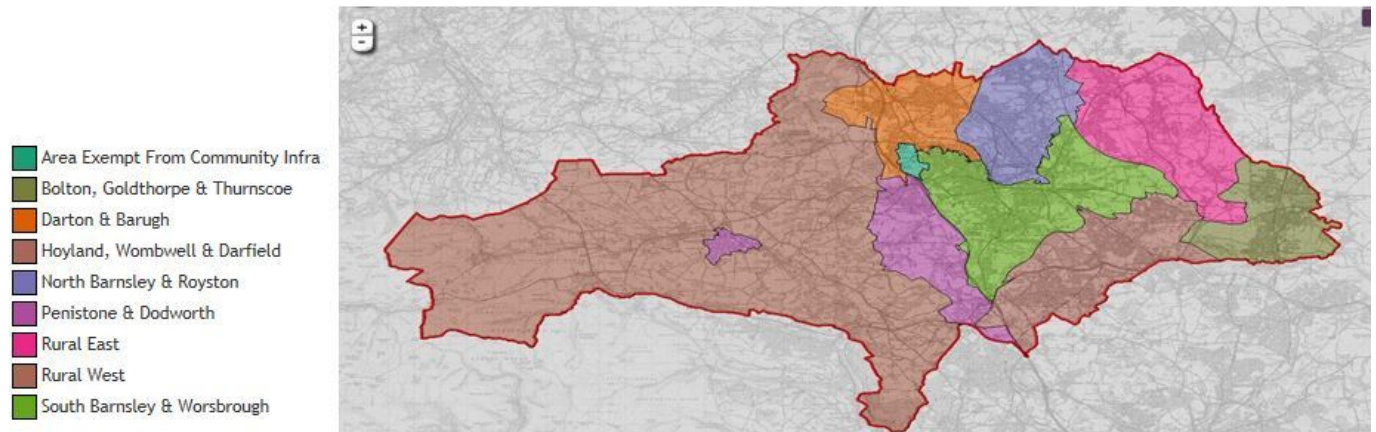 +
−
Area Exempt From Community Infra
Bolton, Goldthorpe & Thurnscoe
Darton & Barugh
Hoyland, Wombwell & Darfield
North Barnsley & Royston
Penistone & Dodworth
Rural East
Rural West
South Barnsley & Worsbrough